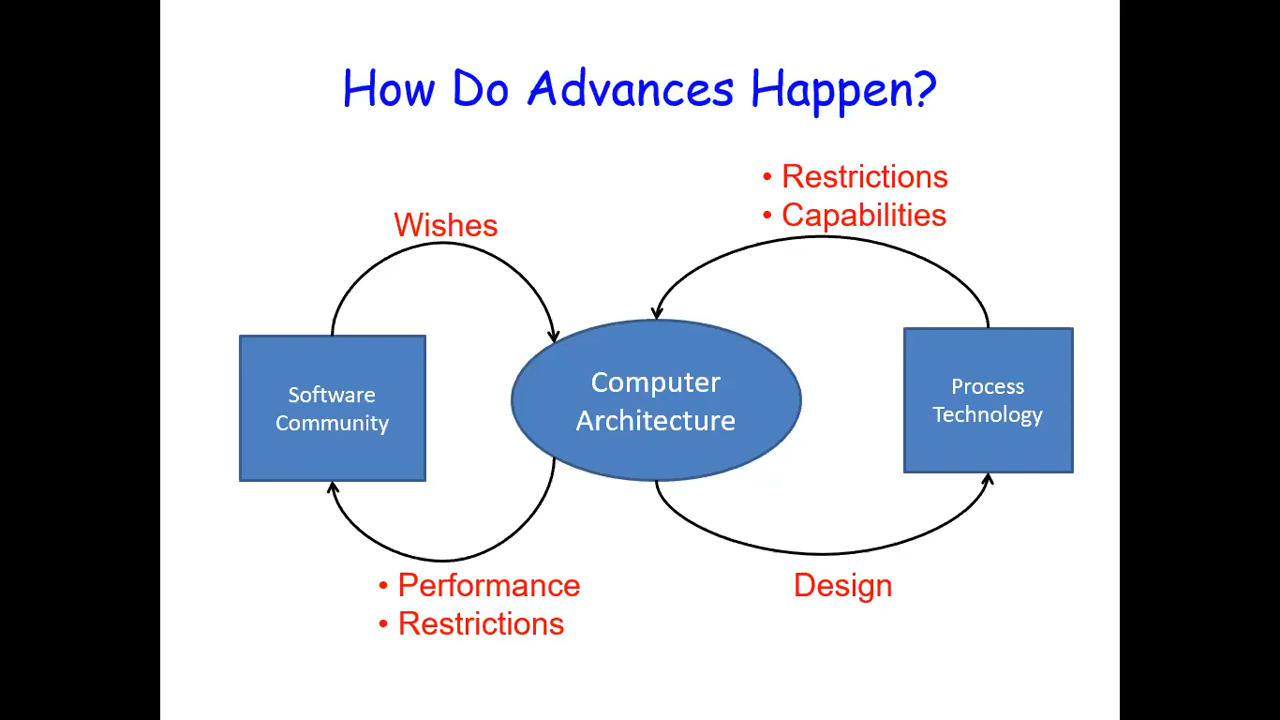 How Do Advances Happen?
• Restrictions
• Capabilities
Wishes
Software
Community
Computer
Architecture
Process
Technology
• Performance
• Restrictions
Design